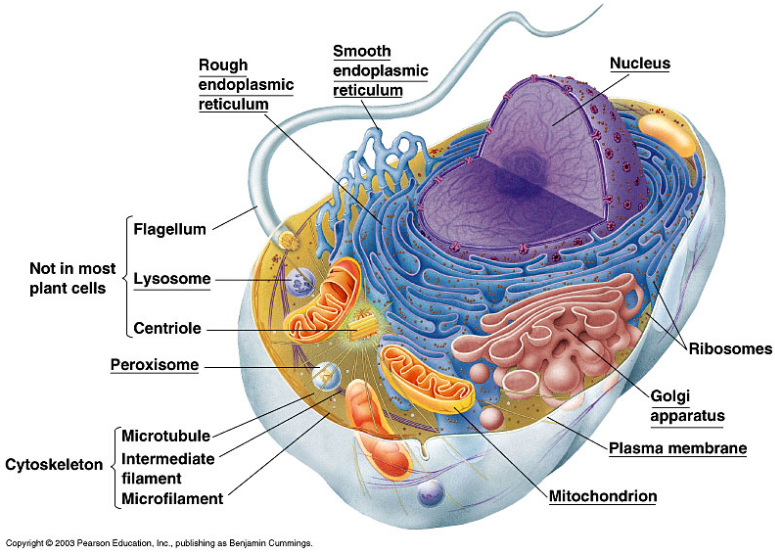 Smooth
endoplasmic
reticulum
Rough
endoplasmic
reticulum
Nucleus
Flagellum
Not in most
plant cells
Lysosome
Centriole
Peroxisome
Ribosomes
Golgi
apparatus
Plasma membrane
Mitochondrion
Cytoskeleton
Microtubule
Intermediate
filament
Microfilament
Copyright © 2003 Pearson Education, Inc., publishing as Benjamin Cummings.